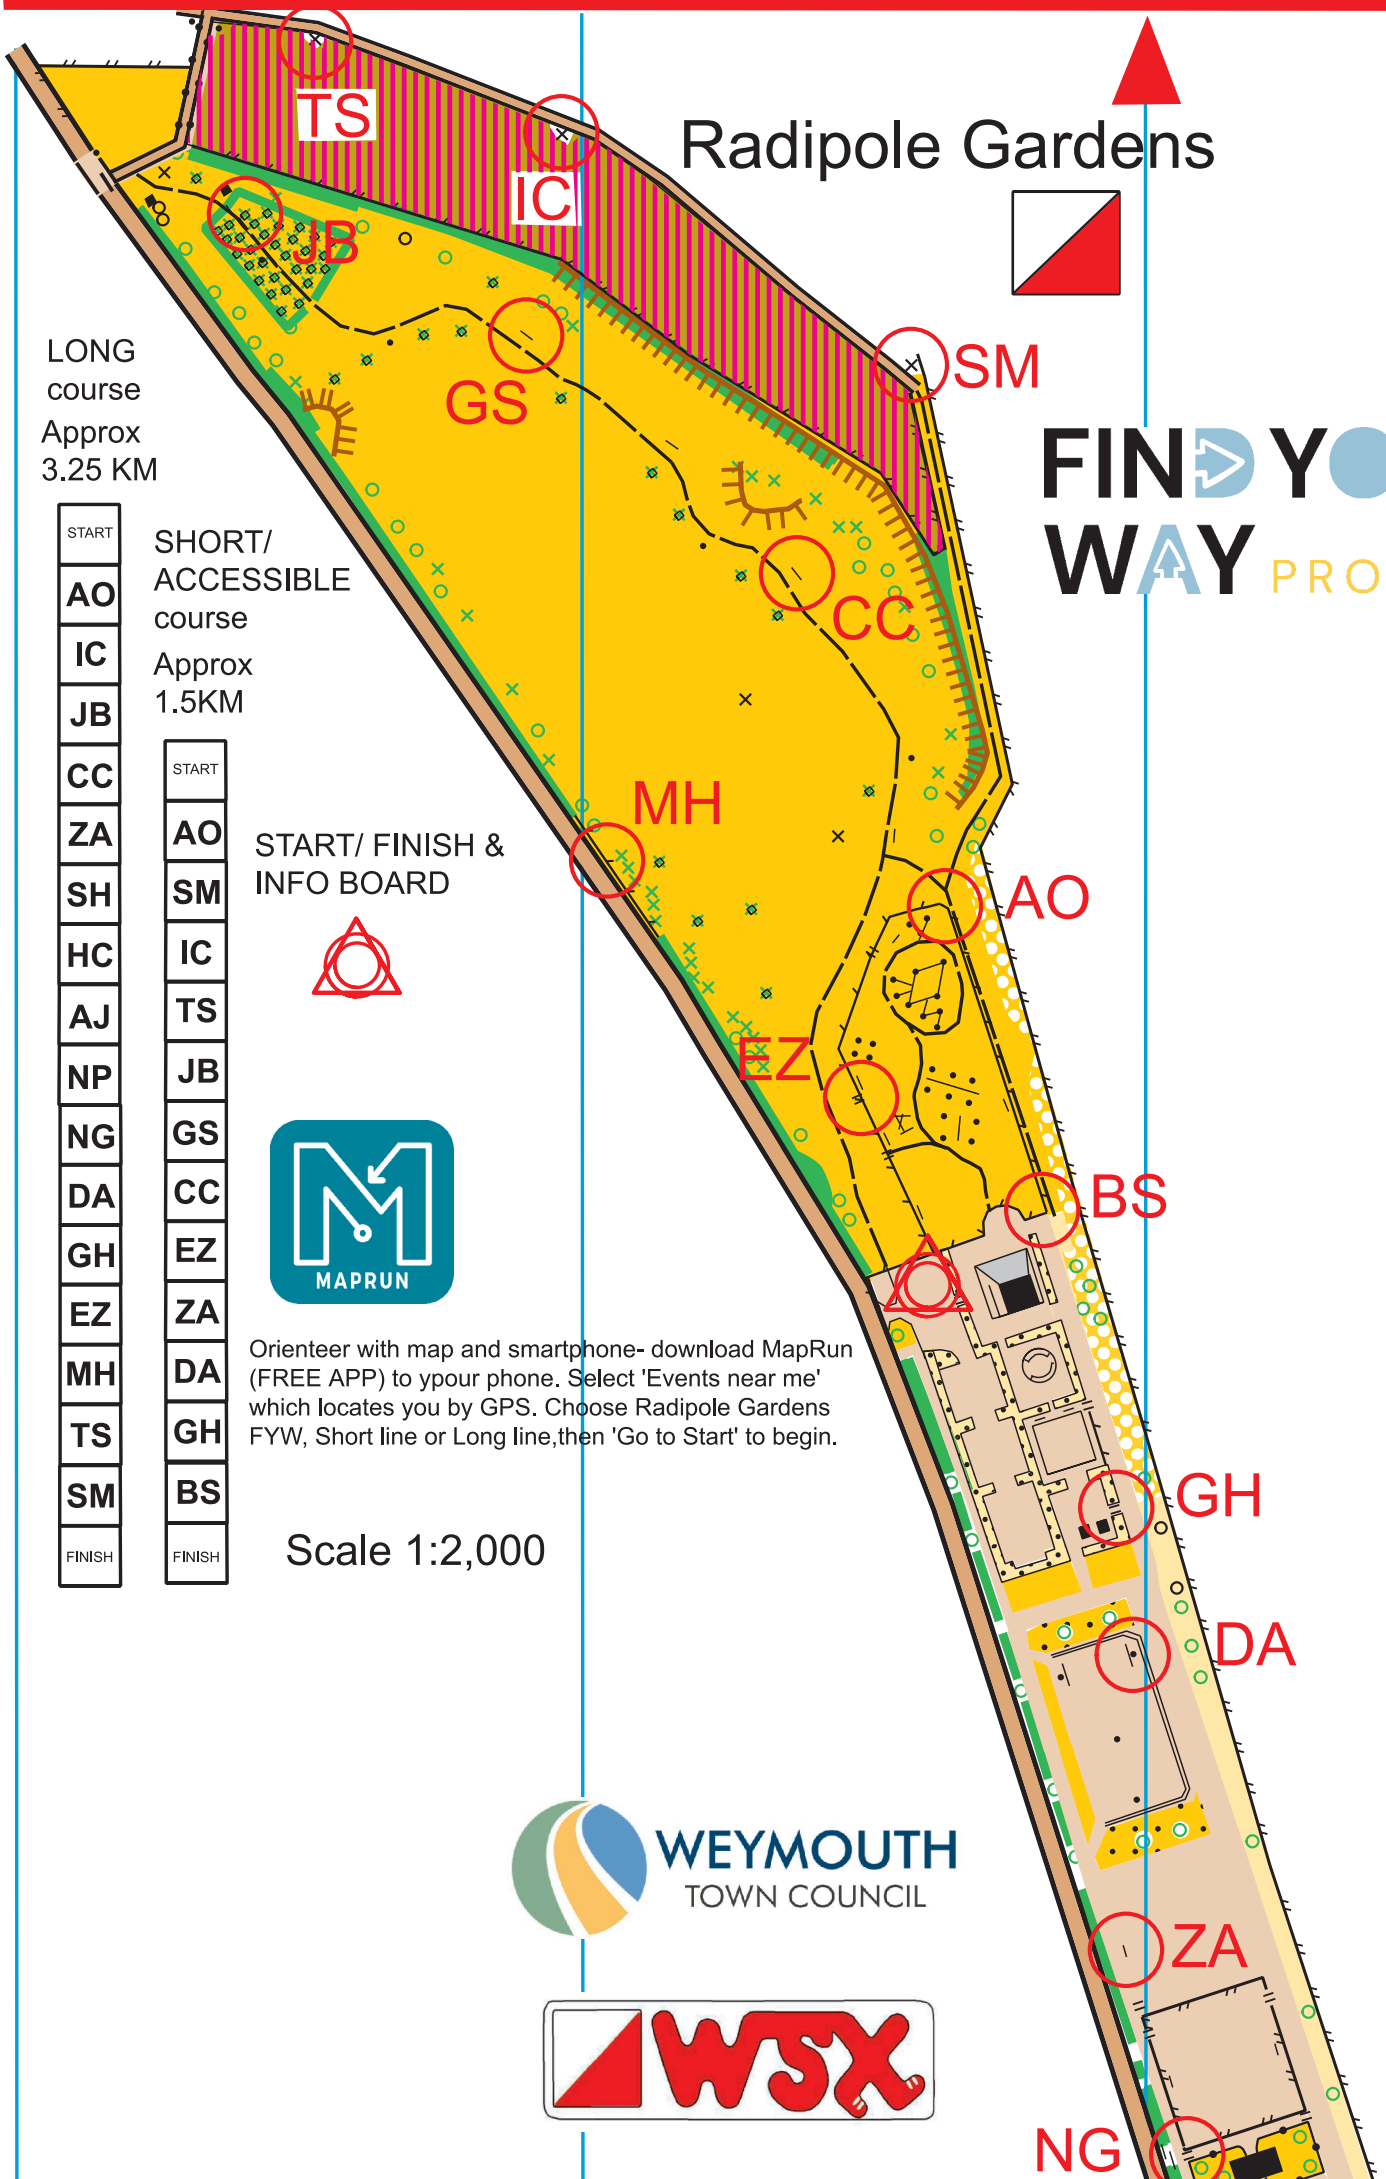 TS
IC
Radipole Gardens
JB
GS
SM
LONG
course
Approx
3.25 KM
FIND YO
WAY PRO
START
AO
IC
JB
CC
ZA
SH
HC
AJ
NP
NG
DA
GH
EZ
MH
TS
SM
FINISH
SHORT/
ACCESSIBLE
course
Approx
1.5KM
START
AO
SM
IC
TS
JB
GS
CC
EZ
ZA
DA
GH
BS
FINISH
CC
MH
START/ FINISH &
INFO BOARD
AO
EZ
BS
MAPRUN
Orienteer with map and smartphone- download MapRun
(FREE APP) to ypour phone. Select 'Events near me'
which locates you by GPS. Choose Radipole Gardens
FYW, Short line or Long line,then 'Go to Start' to begin.
GH
Scale 1:2,000
DA
WEYMOUTH
TOWN COUNCIL
ZA
WSX
NG